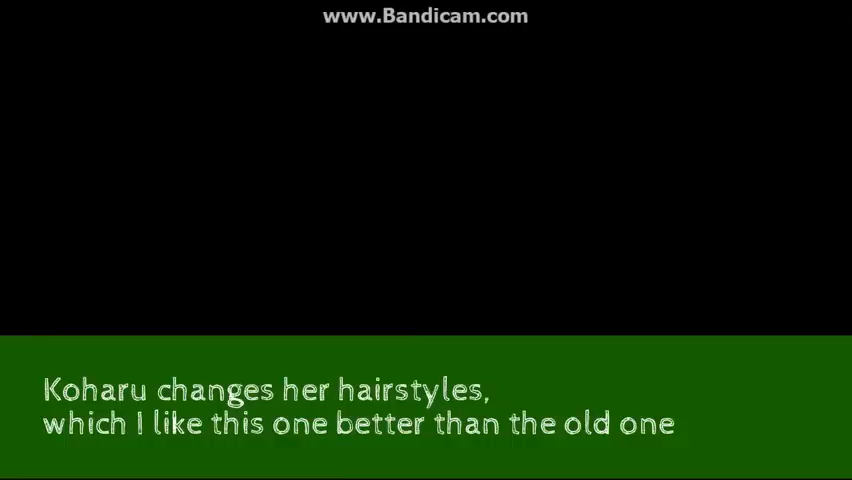 www.Bandicam.com
Koharu changes her hairstyles,
which I like this one better than the old one